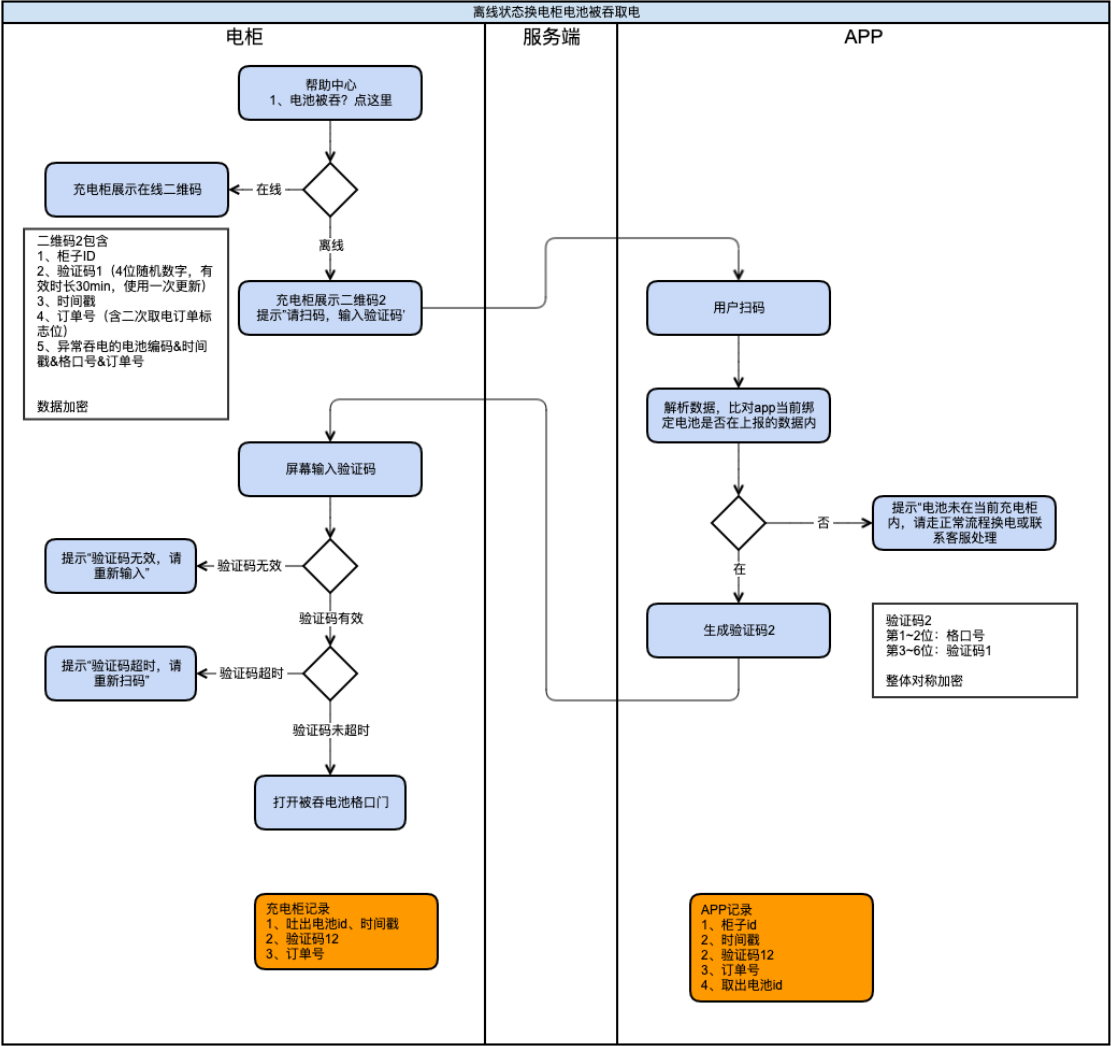 离线状态换电柜电池被吞取电
电柜
服务端
APP
帮助中心
1、电池被吞？点这里
充电柜展示在线二维码
在线
离线
二维码2包含
1、柜子ID
2、验证码1（4位随机数字，有
效时长30min，使用一次更新）
3、时间戳
4、订单号（含二次取电订单标
志位）
5、异常吞电的电池编码&时间
戳&格口号&订单号
数据加密
充电柜展示二维码2
提示"请扫码，输入验证码'
用户扫码
解析数据，比对app当前绑
定电池是否在上报的数据内
屏幕输入验证码
否
提示“电池未在当前充电柜
内，请走正常流程换电或联
系客服处理
在
提示“验证码无效，请
重新输入”
验证码无效
验证码有效
生成验证码2
验证码2
第1~2位：格口号
第3~6位：验证码1
整体对称加密
提示“验证码超时，请
重新扫码”
验证码超时
验证码未超时
打开被吞电池格口门
充电柜记录
1、吐出电池id、时间戳
2、验证码12
3、订单号
APP记录
1、柜子id
2、时间戳
2、验证码12
3、订单号
4、取出电池id